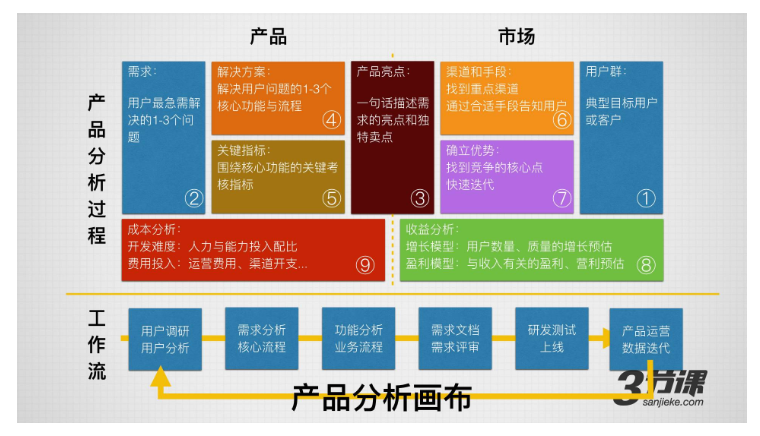 产品
市场
产品分析过程
需求：
用户最急需解
决的1-3个问
题
②
解决方案：
解决用户问题的1-3个
核心功能与流程
④
关键指标：
围绕核心功能的关键考
核指标
⑤
产品亮点：
一句话描述需
求的亮点和独
特卖点
③
渠道和手段：
找到重点渠道
通过合适手段告知用户
⑥
确立优势：
找到竞争的核心点
快速迭代
⑦
用户群：
典型目标用户
或客户
①
成本分析：
开发难度：人力与能力投入配比
费用投入：运营费用、渠道开支...
⑨
收益分析：
增长模型：用户数量、质量的增长预估
盈利模型：与收入有关的盈利、营利预估
⑧
工作流
用户调研
用户分析
需求分析
核心流程
功能分析
业务流程
需求文档
需求评审
研发测试
上线
产品运营
数据迭代
产品分析画布
3节课
sanjieke.com